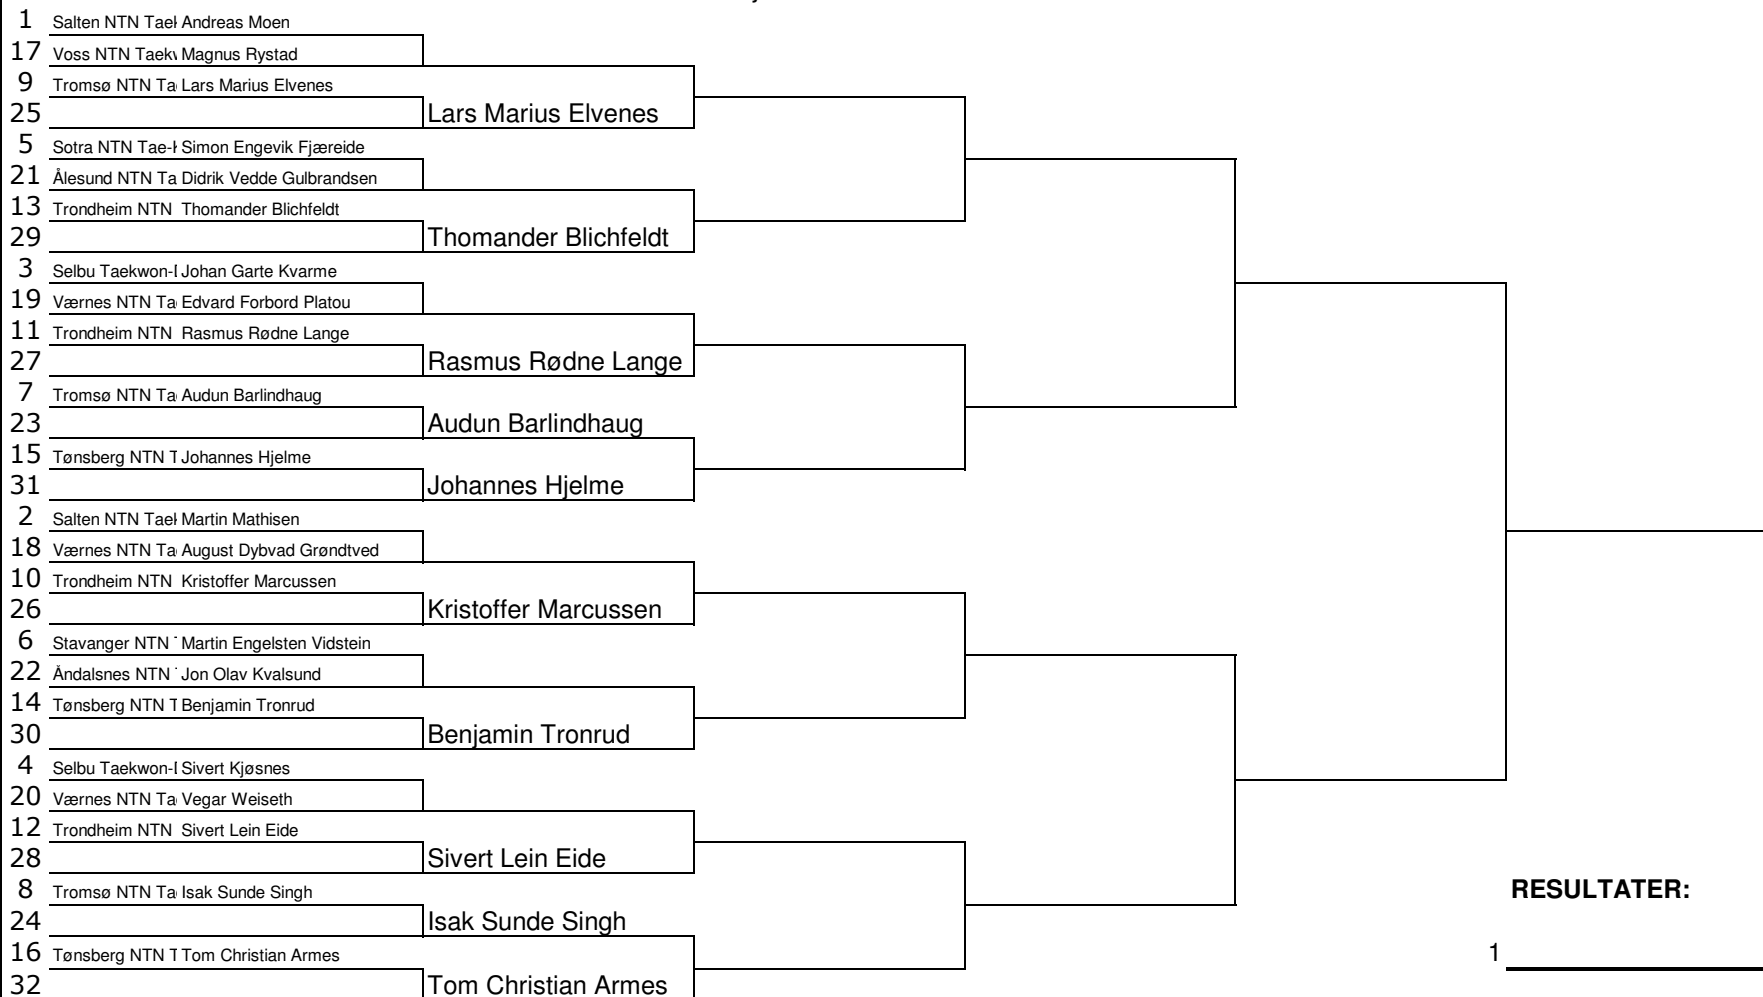 1 Salten NTN Taek Andreas Moen
17 Voss NTN Taekw Magnus Rystad
9 Tromsø NTN Ta Lars Marius Elvenes
25 Lars Marius Elvenes
5 Sotra NTN Tae-k Simon Engevik Fjæreide
21 Ålesund NTN Ta Didrik Vedde Gulbrandsen
13 Trondheim NTN Thomander Blichfeldt
29 Thomander Blichfeldt
3 Selbu Taekwon-D Johan Garte Kvarme
19 Værnes NTN Ta Edvard Forbord Platou
11 Trondheim NTN Rasmus Rødne Lange
27 Rasmus Rødne Lange
7 Tromsø NTN Ta Audun Barlindhaug
23 Audun Barlindhaug
15 Tønsberg NTN T Johannes Hjelme
31 Johannes Hjelme
2 Salten NTN Taek Martin Mathisen
18 Værnes NTN Ta August Dybvad Grøndtved
10 Trondheim NTN Kristoffer Marcussen
26 Kristoffer Marcussen
6 Stavanger NTN Martin Engelsten Vidstein
22 Åndalsnes NTN Jon Olav Kvalsund
14 Tønsberg NTN T Benjamin Tronrud
30 Benjamin Tronrud
4 Selbu Taekwon-D Sivert Kjøsnes
20 Værnes NTN Ta Vegar Weiseth
12 Trondheim NTN Sivert Lein Eide
28 Sivert Lein Eide
8 Tromsø NTN Ta Isak Sunde Singh
RESULTATER:
24 Isak Sunde Singh
16 Tønsberg NTN T Tom Christian Armes
1
32 Tom Christian Armes